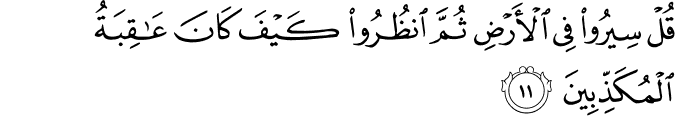 قُلْ سِيرُوا۟ فِى ٱلْأَرْضِ ثُمَّ ٱنظُرُوا۟ كَيْفَ كَانَ عَـٰقِبَةُ
ٱلْمُكَذِّبِينَ ١١